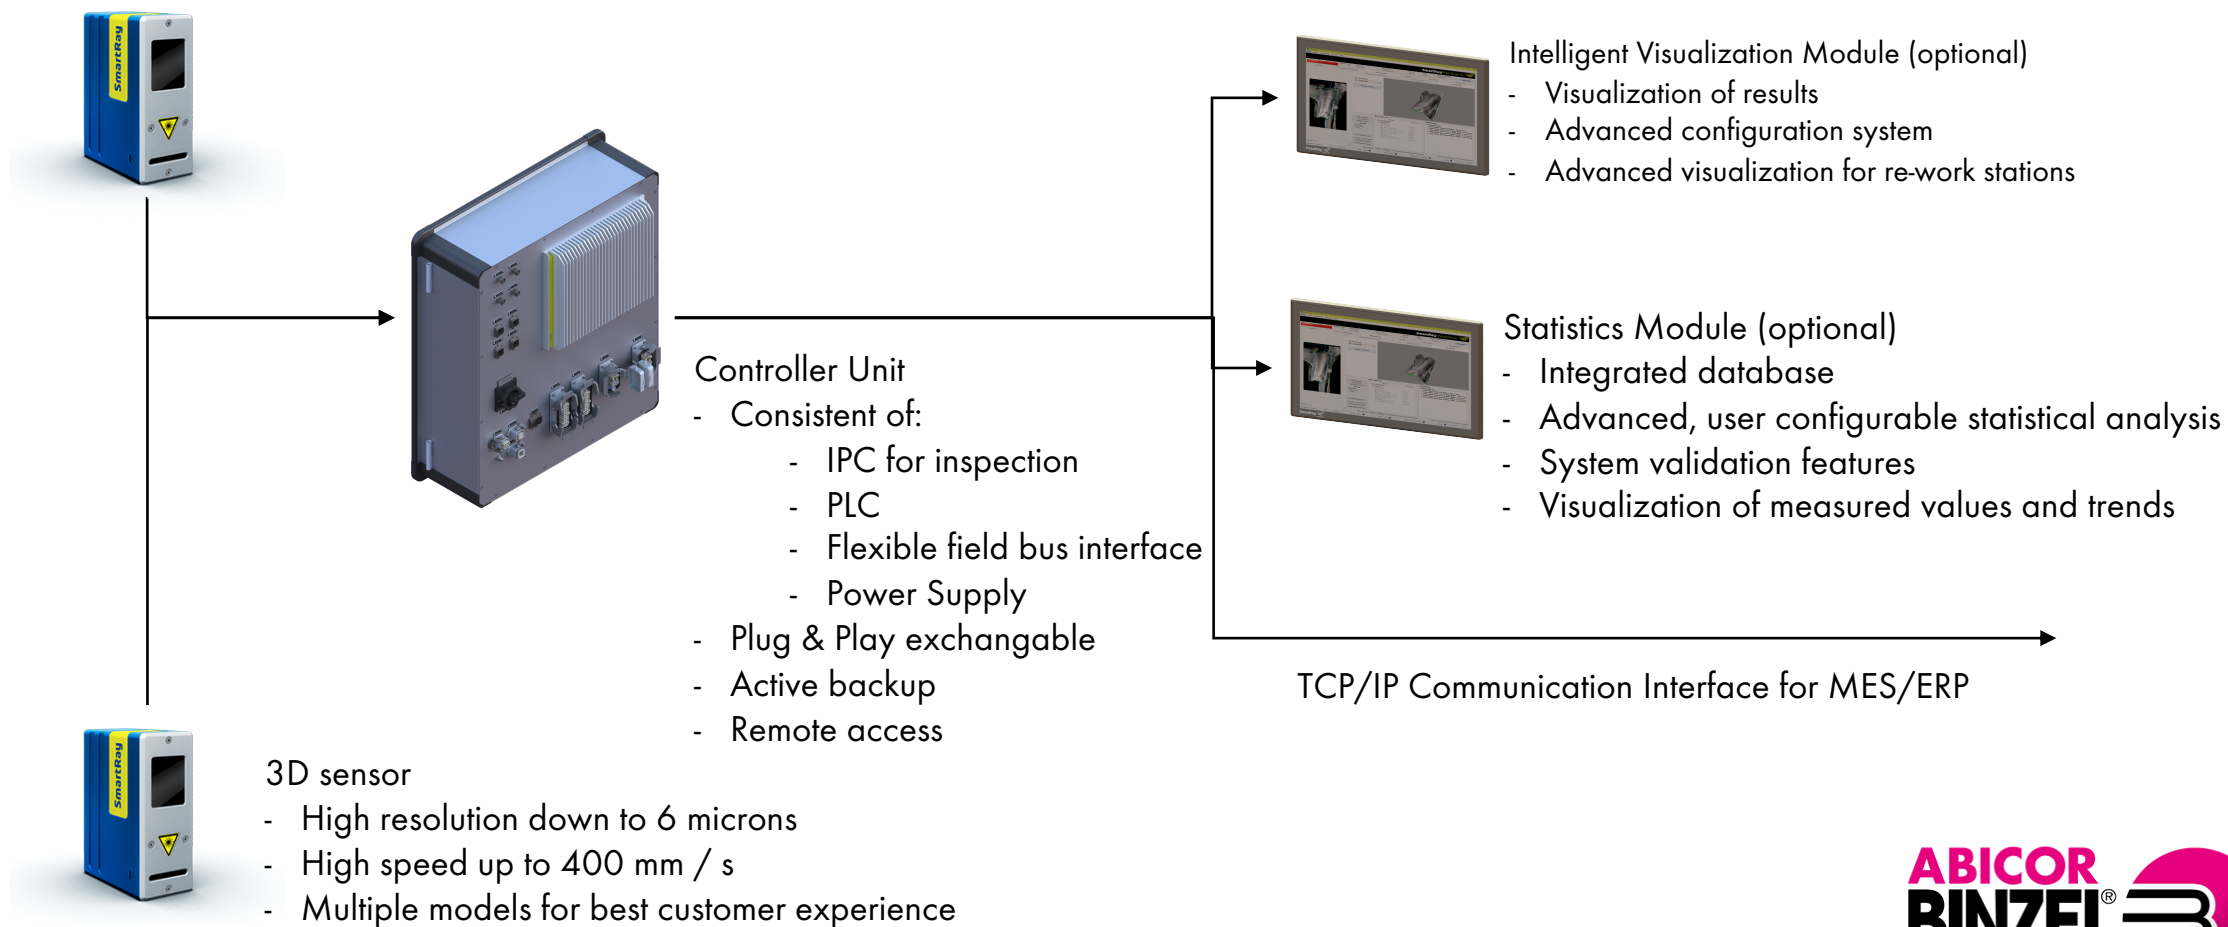 SmartRay
Intelligent Visualization Module (optional)
- Visualization of results
- Advanced configuration system
- Advanced visualization for re-work stations
Statistics Module (optional)
- Integrated database
- Advanced, user configurable statistical analysis
- System validation features
- Visualization of measured values and trends
Controller Unit
- Consistent of:
- IPC for inspection
- PLC
- Flexible field bus interface
- Power Supply
- Plug & Play exchangable
- Active backup
- Remote access
TCP/IP Communication Interface for MES/ERP
SmartRay
3D sensor
- High resolution down to 6 microns
- High speed up to 400 mm / s
- Multiple models for best customer experience
ABICOR
BINZEL®